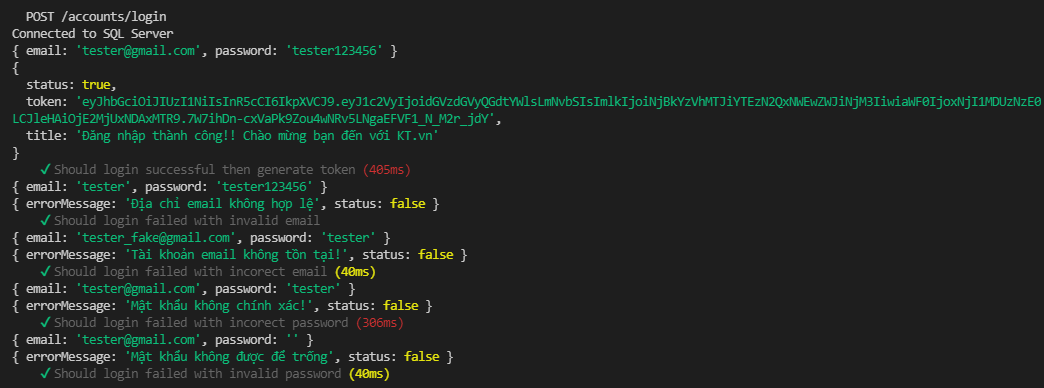 POST /accounts/login
Connected to SQL Server
{ email: 'tester@gmail.com', password: 'tester123456' }
{
status: true,
token: 'eyJhbGciOiJIUzI1NiIsInR5cCI6IkpXVCJ9.eyJ1c2VyIjoidGVzdGVyQGdtYWlsLmNvbSIsImlkIjoiNjBkYzVhMTJiYTEzN2QxNWEwZWJiNjM3IiwiaWF0IjoxNjI1MDUzNzE0
LCJleHAiOjE2MjUxNDAxMTR9.7W7ihDn-cxVaPk9Zou4wNRv5LNgaEFVF1_N_M2r_jdY',
title: 'Đăng nhập thành công!! Chào mừng bạn đến với KT.vn'
}
✓ Should login successful then generate token (405ms)
{ email: 'tester', password: 'tester123456' }
{ errorMessage: 'Địa chỉ email không hợp lệ', status: false }
✓ Should login failed with invalid email
{ email: 'tester_fake@gmail.com', password: 'tester' }
{ errorMessage: 'Tài khoản email không tồn tại!', status: false }
✓ Should login failed with incorect email (40ms)
{ email: 'tester@gmail.com', password: 'tester' }
{ errorMessage: 'Mật khẩu không chính xác!', status: false }
✓ Should login failed with incorect password (306ms)
{ email: 'tester@gmail.com', password: '' }
{ errorMessage: 'Mật khẩu không được để trống', status: false }
✓ Should login failed with invalid password (40ms)